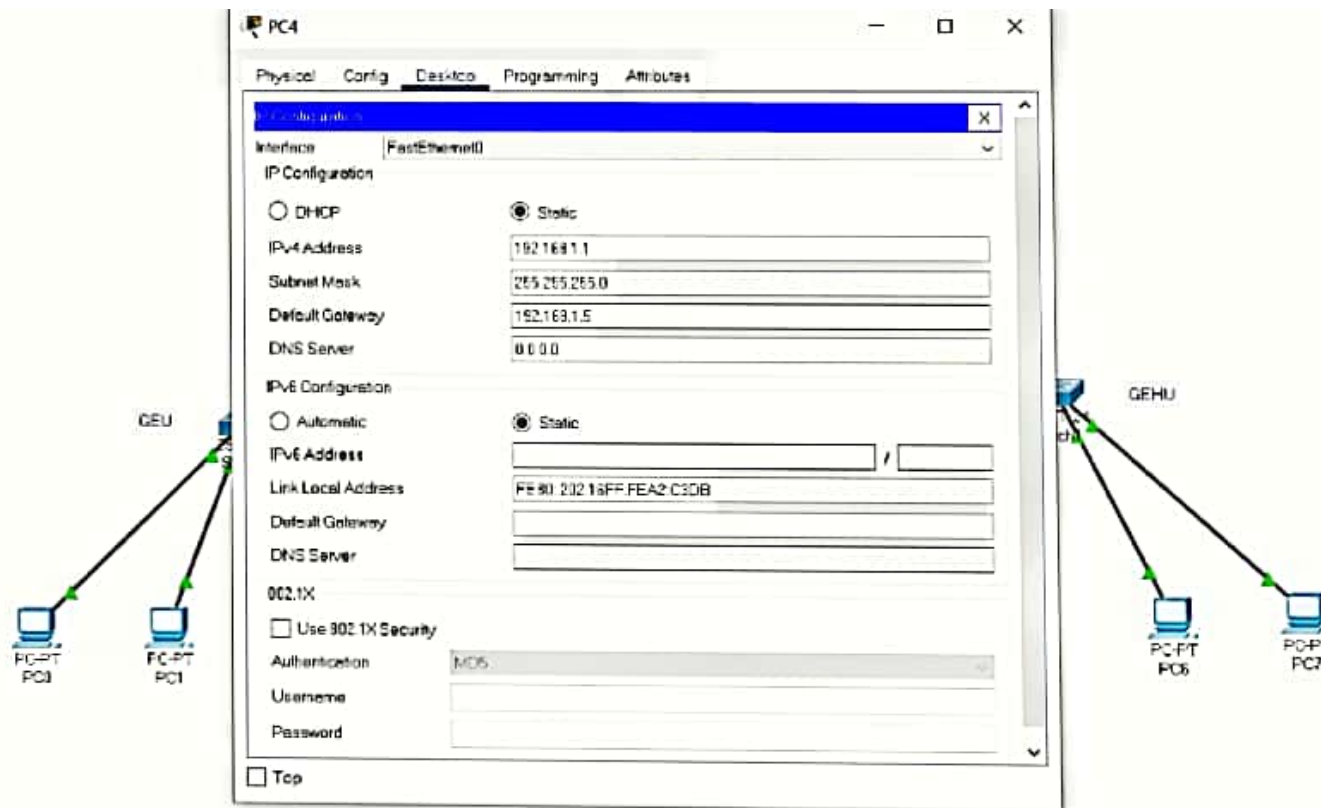 PC4
Physical Config Desktop Programming Attributes
IP Configuration
Interface FastEthernet0
IP Configuration
DHCP Static
IPv4 Address 192.168.1.1
Subnet Mask 255.255.255.0
Default Gateway 192.168.1.5
DNS Server 0.0.0.0
IPv6 Configuration
Automatic Static
IPv6 Address /
Link Local Address FE80::202:16FF:FEA2:C3DB
Default Gateway
DNS Server
802.1X
Use 802.1X Security
Authentication MD5
Username
Password
Top
GEU
GEHU
PC-PT
PC-PT
PC1
PC-PT
PC6